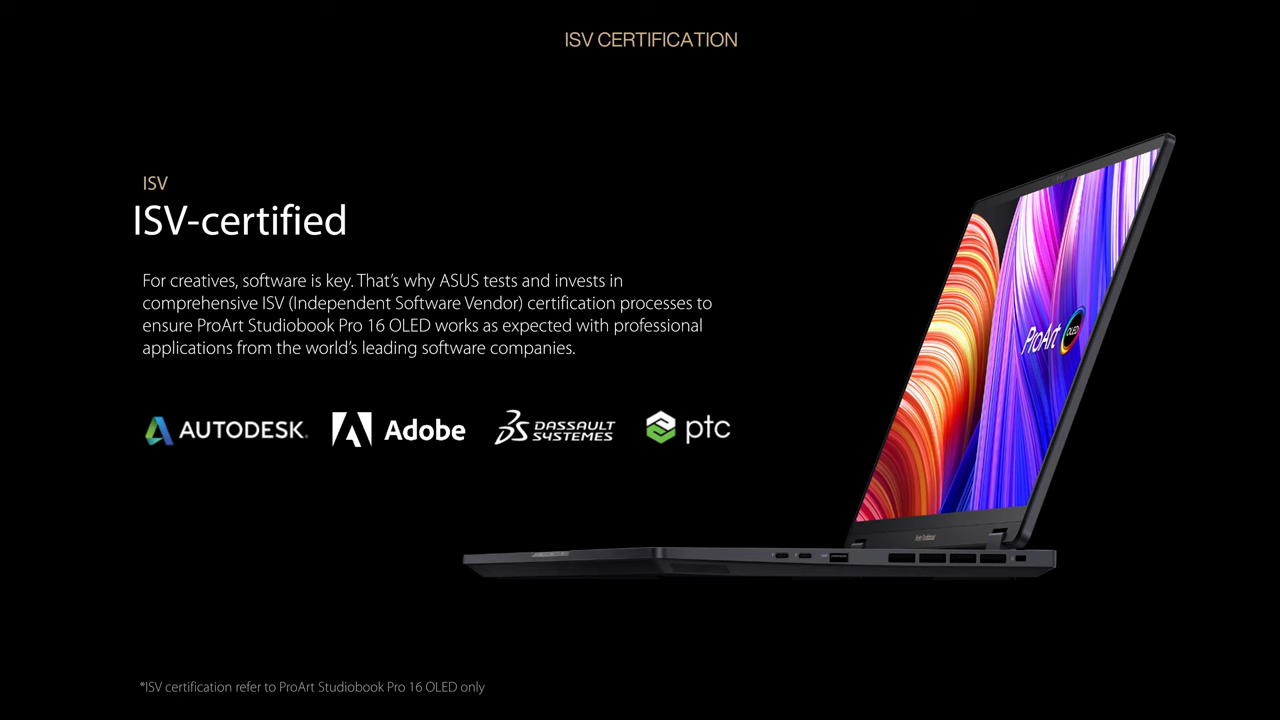 ISV CERTIFICATION
ISV
ISV-certified
For creatives, software is key. That’s why ASUS tests and invests in
comprehensive ISV (Independent Software Vendor) certification processes to
ensure ProArt Studiobook Pro 16 OLED works as expected with professional
applications from the world’s leading software companies.
AUTODESK.
Adobe
DASSAULT
SYSTEMES
ptc
ProArt OLED
*ISV certification refer to ProArt Studiobook Pro 16 OLED only